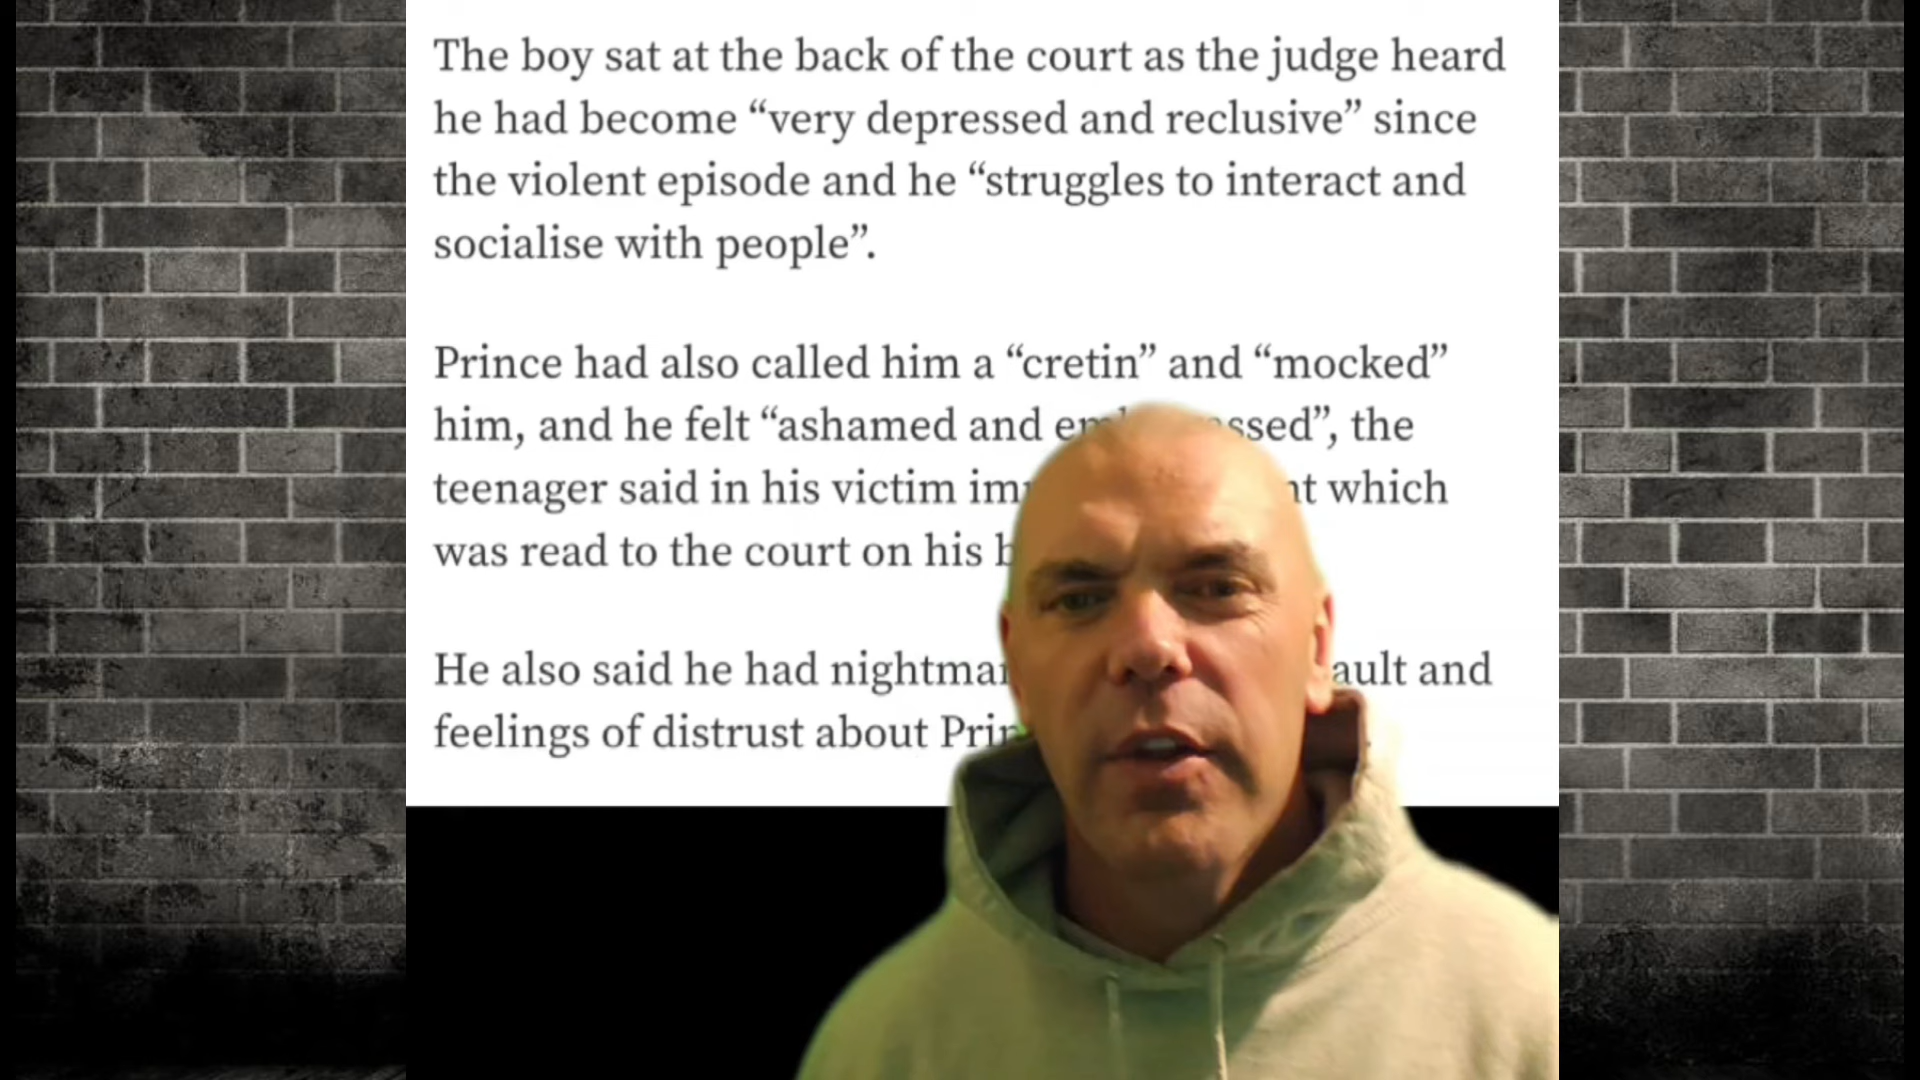 The boy sat at the back of the court as the judge heard
he had become “very depressed and reclusive” since
the violent episode and he “struggles to interact and
socialise with people”.
Prince had also called him a “cretin” and “mocked”
him, and he felt “ashamed and the
teenager said in his victim which
was read to the court on his
He also said he had and
feelings of distrust about